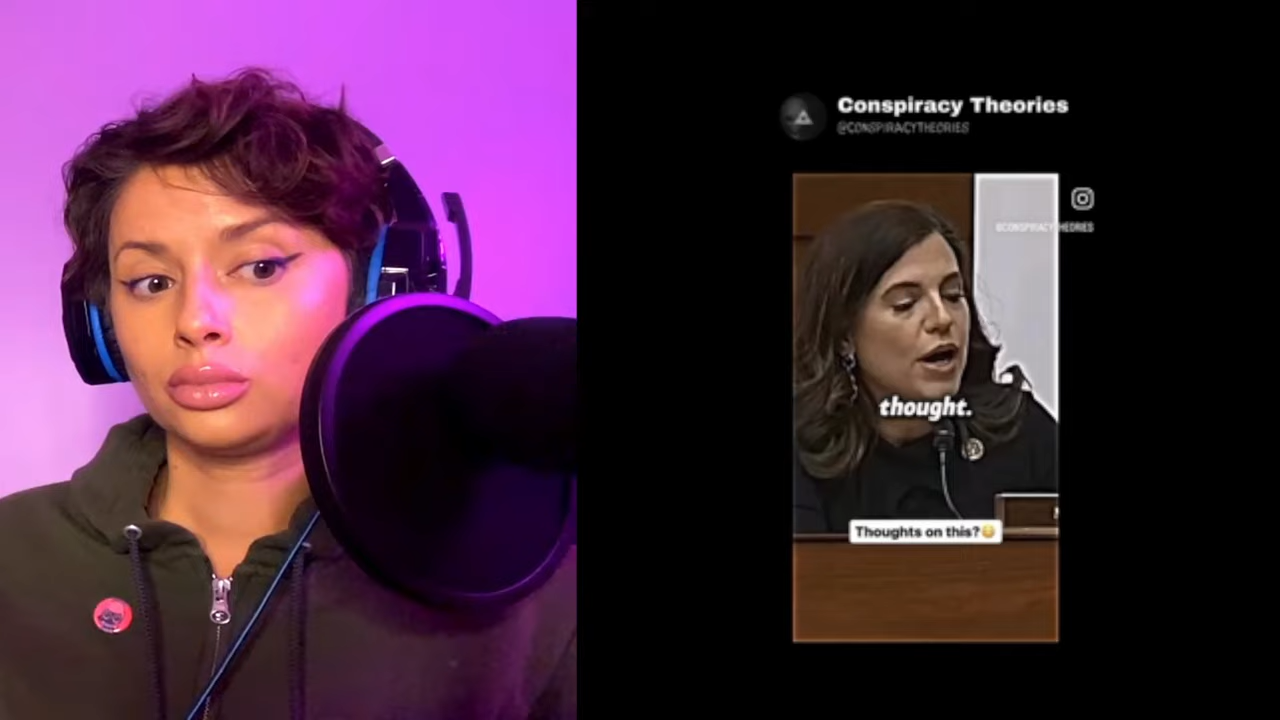 Conspiracy Theories
@CONSPIRACYTHEORIES
@CONSPIRACYTHEORIES
thought.
Thoughts on this?😳